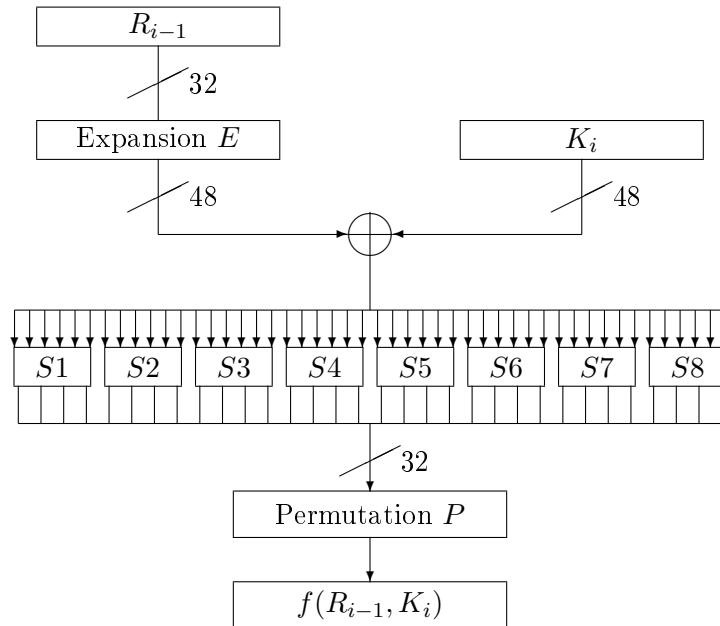 R_{i−1}
32
Expansion E
K_i
48
48
S1 S2 S3 S4 S5 S6 S7 S8
32
Permutation P
f(R_{i−1}, K_i)